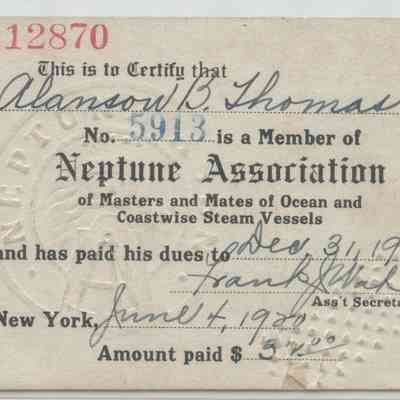 12870
This is to Certify that
Alanson B. Thomas
No. 5913 is a Member of
Neptune Association
of Masters and Mates of Ocean and
Coastwise Steam Vessels
and has paid his dues to Dec 31, 19
Frank J.
Ass't Secreta
New York, June 4, 1920
Amount paid $